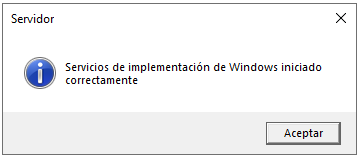 Servidor
Servicios de implementación de Windows iniciado
correctamente
Aceptar